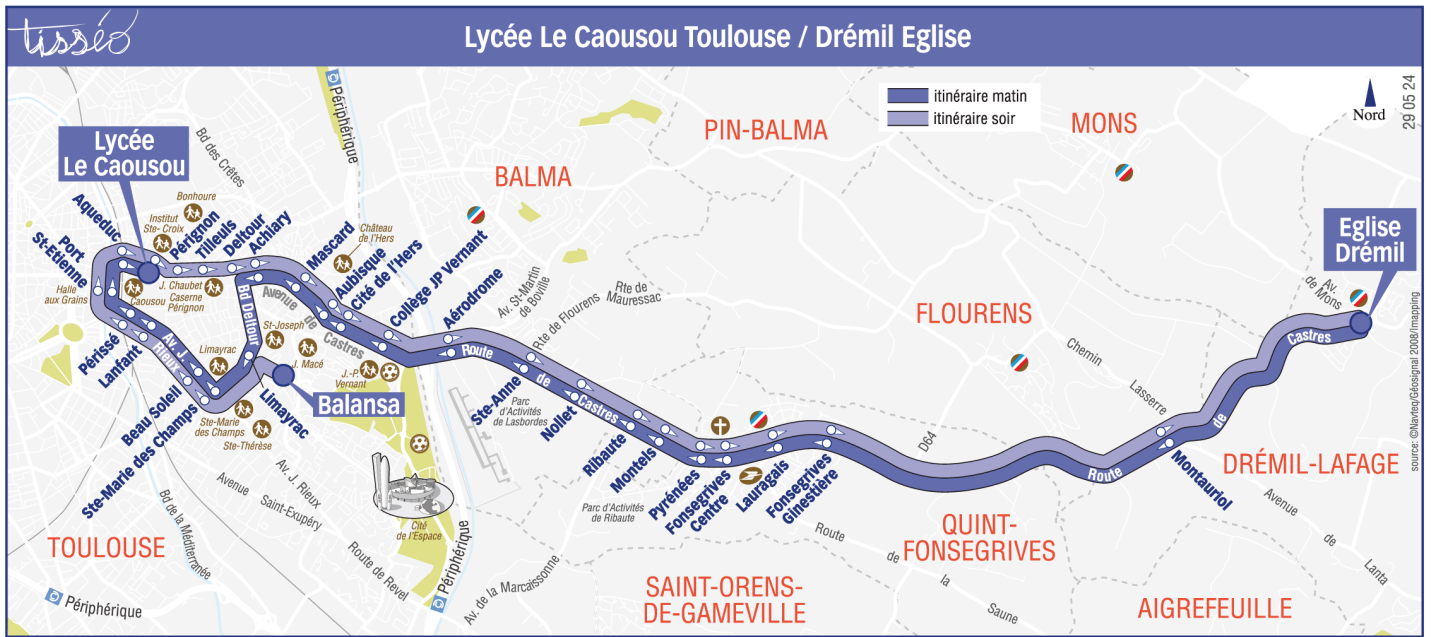 tisséo
Lycée Le Caousou Toulouse / Drémil Eglise
itinéraire matin
itinéraire soir
Nord
29 05 24
Périphérique
Bd des Crêtes
PIN-BALMA
MONS
BALMA
Lycée
Le Caousou
Bonhoure
Institut
Ste- Croix
Aqueduc
Port
St-Etienne
Pérignon
Tilleuls
Deltour
Achiary
Mascard
Château
de l'Hers
Aubisque
Cité de l'Hers
Collège JP Vernant
Aérodrome
Av. St-Martin
de Boville
Rte de Flourens
Rte de
Mauressac
FLOURENS
Eglise
Drémil
Av.
de Mons
Castres
Halle
aux Grains
Caousou
J. Chaubet
Caserne
Pérignon
Bd Deltour
Avenue
de
Castres
St-Joseph
J. Macé
Limayrac
J.-P.
Vernant
Périssé
Lanfant
Av. J.
Rieux
Beau Soleil
Ste-Marie des Champs
Ste-Marie
des Champs
Ste-Thérèse
Limayrac
Balansa
Route
de
Castres
Ste-Anne
Nollet
Parc
d'Activités
de Lasbordes
Ribaute
Montels
Parc d'Activités
de Ribaute
Pyrénées
Fonsegrives
Centre
Lauragais
Fonsegrives
Ginestière
D64
Chemin
Lasserre
Route
de
Montauriol
DRÉMIL-LAFAGE
Avenue
de
Lanta
QUINT-
FONSEGRIVES
Route
de
la
Saune
SAINT-ORENS-
DE-GAMEVILLE
AIGREFEUILLE
TOULOUSE
Périphérique
Bd de la Méditerranée
Avenue
Saint-Exupéry
Av. J. Rieux
Route de Revel
Cité
de l'Espace
Périphérique
Av. de la Marcaissonne
source: ©Navteq/Géosignal 2008/Imapping